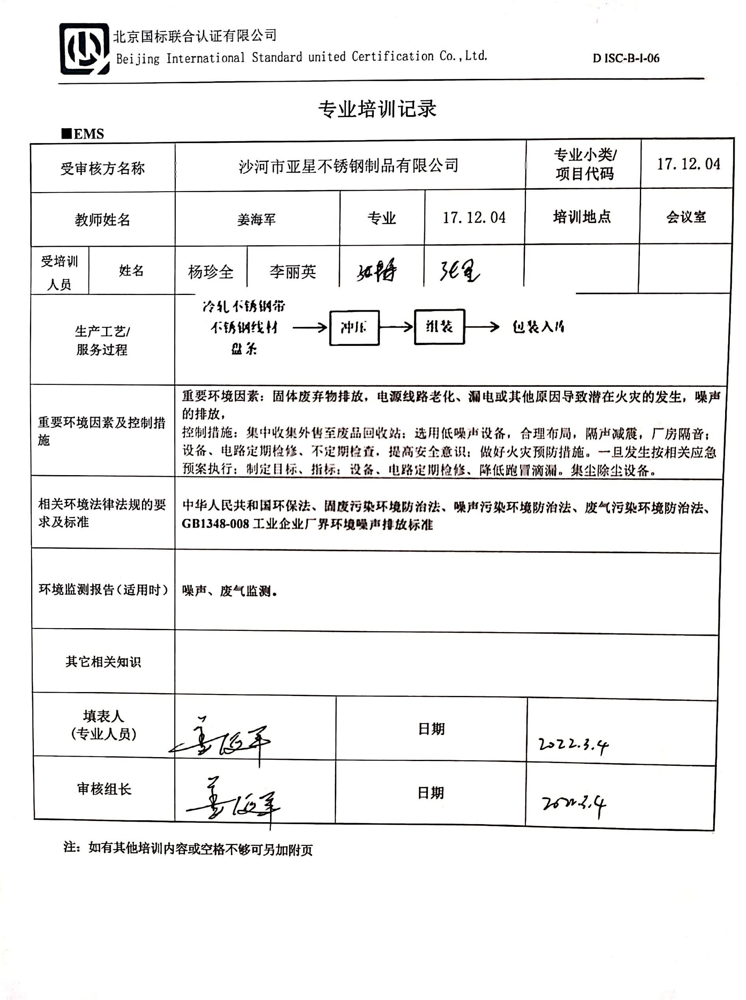 北京国标联合认证有限公司
Beijing International Standard united Certification Co.,Ltd.
D ISC-B-I-06
专业培训记录
■EMS
受审核方名称
沙河市亚星不锈钢制品有限公司
专业小类/
项目代码
17.12.04
教师姓名
姜海军
专业
17.12.04
培训地点
会议室
受培训
人员
姓名
杨珍全
李丽英
张星
生产工艺/
服务过程
冷轧不锈钢带
不锈钢线材
盘条
冲压
组装
包装入库
重要环境因素及控制措
施
重要环境因素：固体废弃物排放，电源线路老化、漏电或其他原因导致潜在火灾的发生，噪声
的排放，
控制措施：集中收集外售至废品回收站；选用低噪声设备，合理布局，隔声减震，厂房隔音；
设备、电路定期检修、不定期检查，提高安全意识；做好火灾预防措施。一旦发生按相关应急
预案执行；制定目标、指标；设备、电路定期检修、降低跑冒滴漏。集尘除尘设备。
相关环境法律法规的要
求及标准
中华人民共和国环保法、固废污染环境防治法、噪声污染环境防治法、废气污染环境防治法、
GB1348-008 工业企业厂界环境噪声排放标准
环境监测报告（适用时）
噪声、废气监测。
其它相关知识
填表人
（专业人员）
姜海军
日期
2022.3.4
审核组长
姜海军
日期
2022.3.4
注：如有其他培训内容或空格不够可另加附页